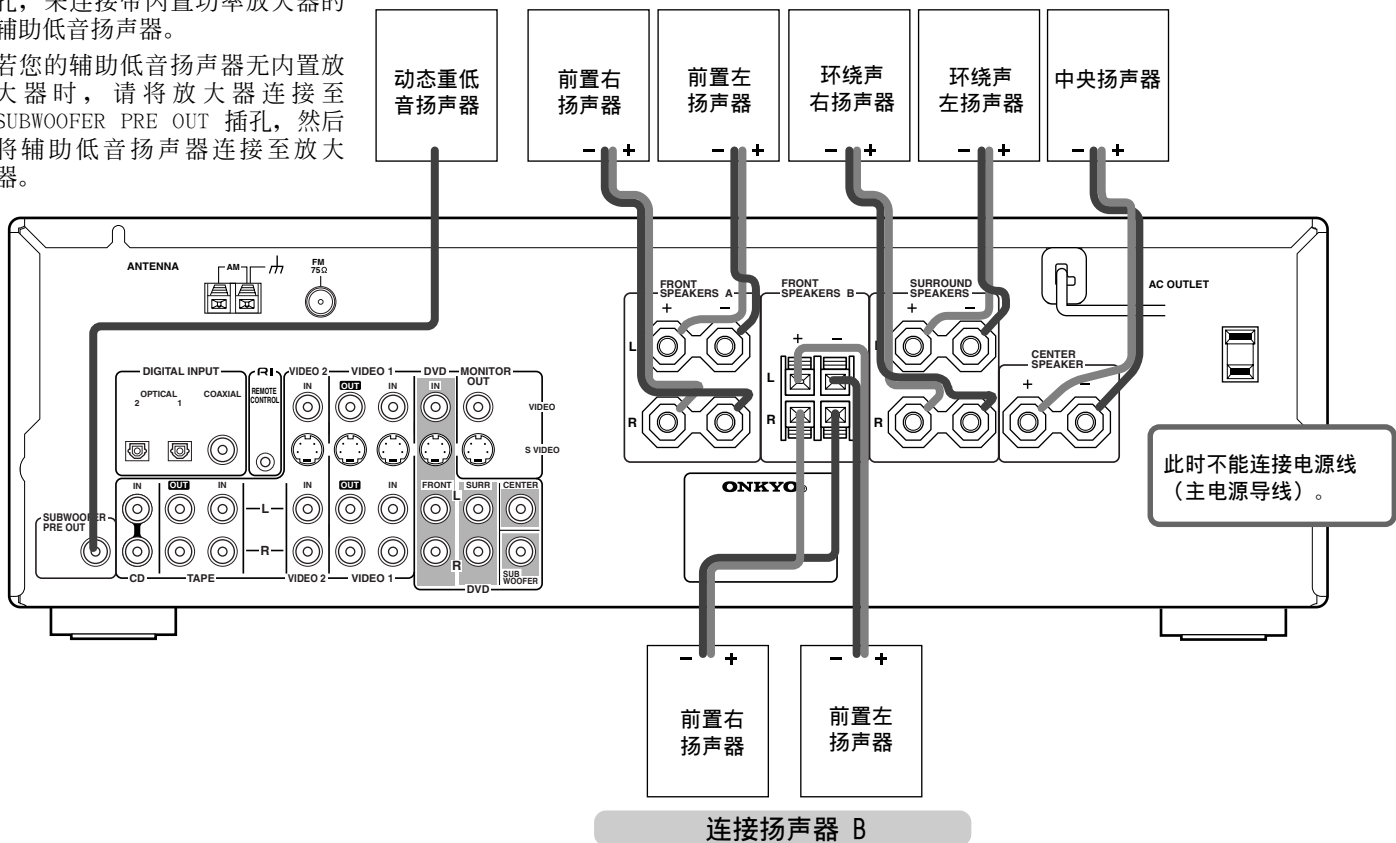 孔，来连接带内置功率放大器的
辅助低音扬声器。
若您的辅助低音扬声器无内置放
大器时，请将放大器连接至
SUBWOOFER PRE OUT 插孔，然后
将辅助低音扬声器连接至放大
器。
动态重低
音扬声器
前置右
扬声器
前置左
扬声器
环绕声
右扬声器
环绕声
左扬声器
中央扬声器
− +
− +
− +
− +
− +
ANTENNA
AM
FM
75Ω
FRONT
SPEAKERS A
+ −
L
R
FRONT
SPEAKERS B
+ −
L
R
SURROUND
SPEAKERS
+ −
L
R
CENTER
SPEAKER
+ −
AC OUTLET
DIGITAL INPUT
OPTICAL
2 1
COAXIAL
RI
REMOTE
CONTROL
VIDEO 2
VIDEO 1
DVD
MONITOR
OUT
IN
OUT
IN
IN
VIDEO
S VIDEO
IN
OUT
IN
IN
OUT
IN
FRONT
SURR
CENTER
L
L
R
R
SUBWOOFER
PRE OUT
CD
TAPE
VIDEO 2
VIDEO 1
SUB
WOOFER
DVD
ONKYO
此时不能连接电源线
（主电源导线）。
− +
− +
前置右
扬声器
前置左
扬声器
连接扬声器 B